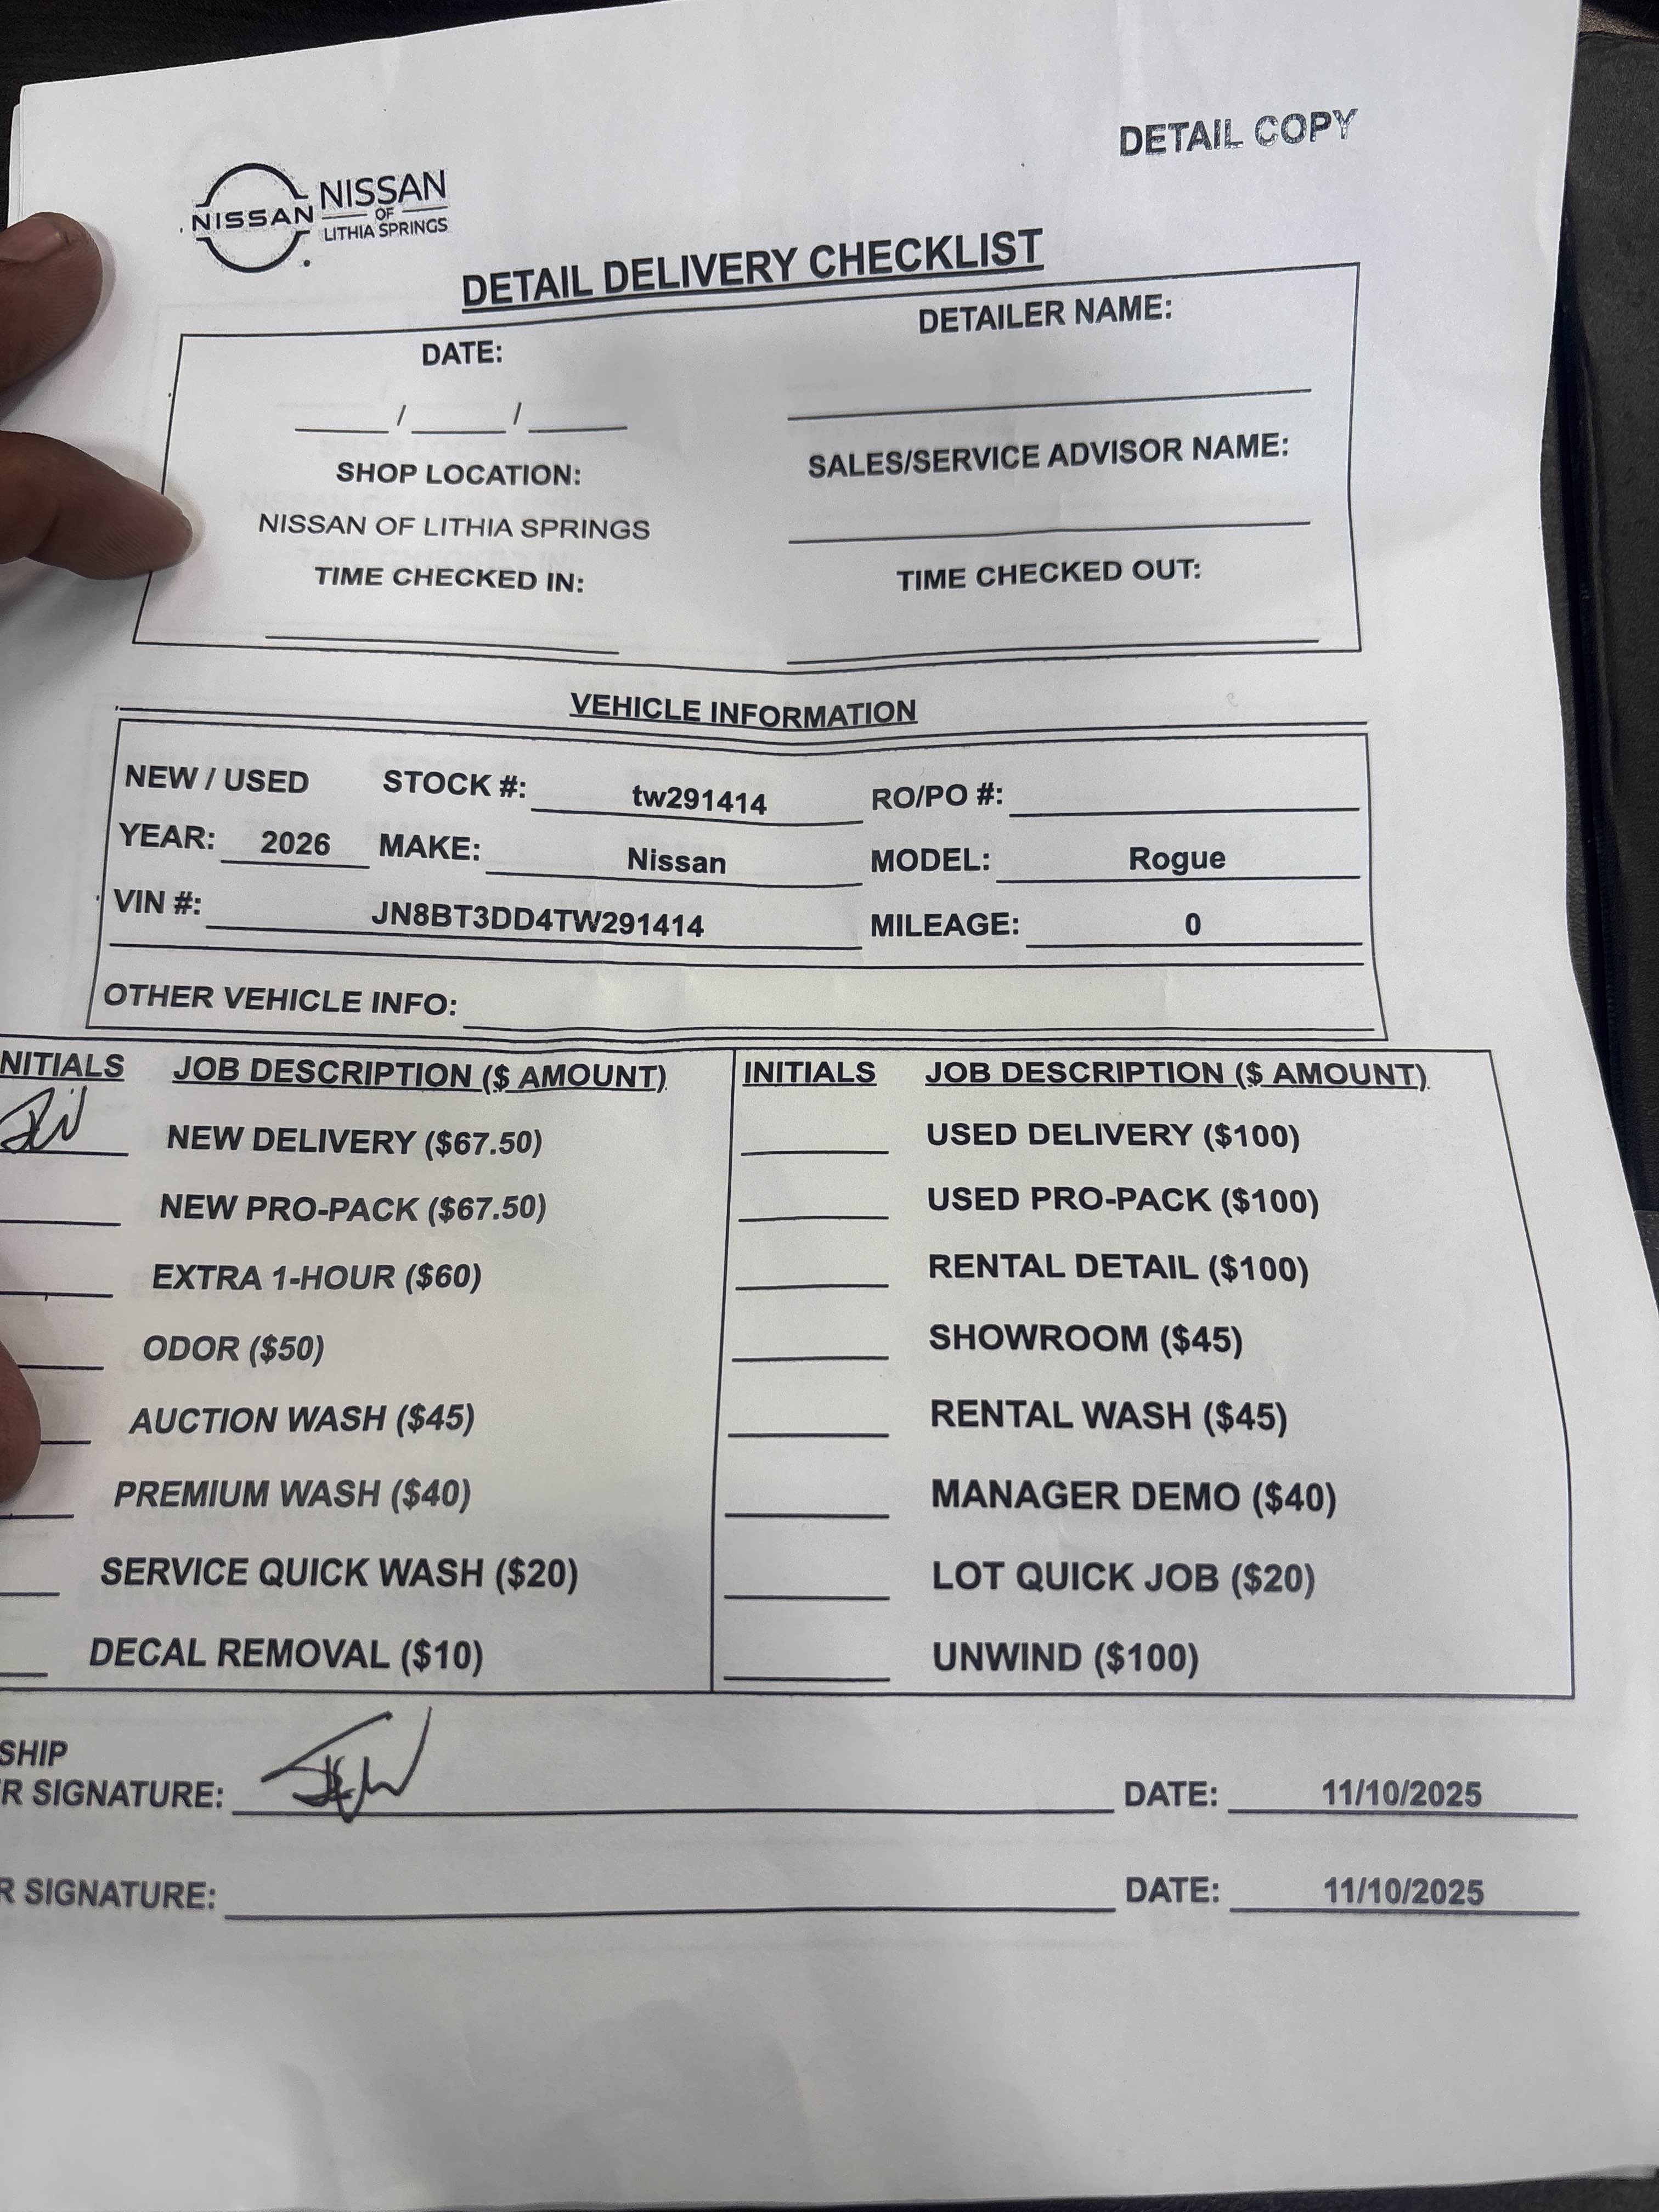 DETAIL COPY
NISSAN
NISSAN
OF
LITHIA SPRINGS
DETAIL DELIVERY CHECKLIST
DATE: DETAILER NAME:
___/___/___
SHOP LOCATION: SALES/SERVICE ADVISOR NAME:
NISSAN OF LITHIA SPRINGS
TIME CHECKED IN: TIME CHECKED OUT:
VEHICLE INFORMATION
NEW / USED STOCK #: tw291414 RO/PO #:
YEAR: 2026 MAKE: Nissan MODEL: Rogue
VIN #: JN8BT3DD4TW291414 MILEAGE: 0
OTHER VEHICLE INFO:
NITIALS JOB DESCRIPTION ($ AMOUNT) INITIALS JOB DESCRIPTION ($ AMOUNT)
NEW DELIVERY ($67.50) USED DELIVERY ($100)
NEW PRO-PACK ($67.50) USED PRO-PACK ($100)
EXTRA 1-HOUR ($60) RENTAL DETAIL ($100)
ODOR ($50) SHOWROOM ($45)
AUCTION WASH ($45) RENTAL WASH ($45)
PREMIUM WASH ($40) MANAGER DEMO ($40)
SERVICE QUICK WASH ($20) LOT QUICK JOB ($20)
DECAL REMOVAL ($10) UNWIND ($100)
SHIP
R SIGNATURE: DATE: 11/10/2025
R SIGNATURE: DATE: 11/10/2025